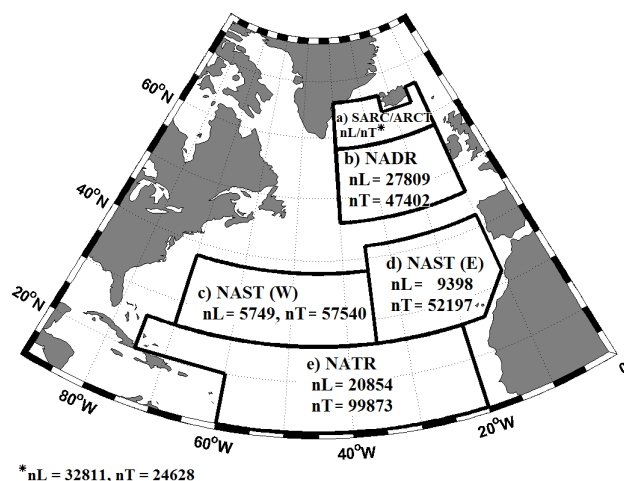 60°N
a) SARC/ARCT
nL/nT*
b) NADR
nL = 27809
nT = 47402
40°N
d) NAST (E)
nL = 9398
nT = 52197
c) NAST (W)
nL = 5749, nT = 57540
20°N
e) NATR
nL = 20854
nT = 99873
0
80°W
60°W
40°W
20°W
*nL = 32811, nT = 24628